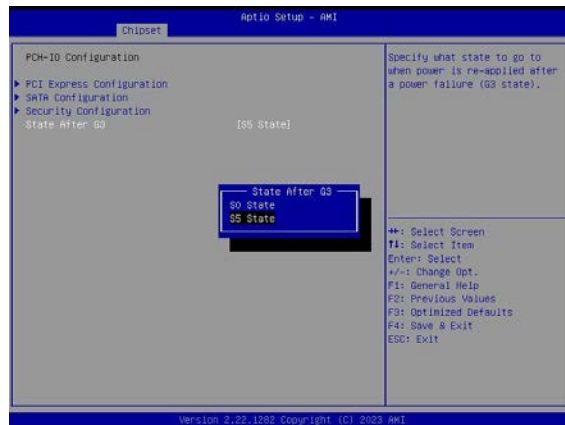 Aptio Setup - AMI
Chipset
PCH-IO Configuration
PCI Express Configuration
SATA Configuration
Security Configuration
State After G3 [S5 State]
Specify what state to go to
when power is re-applied after
a power failure (G3 state).
State After G3
S0 State
S5 State
→←: Select Screen
↑↓: Select Item
Enter: Select
+/-: Change Opt.
F1: General Help
F2: Previous Values
F3: Optimized Defaults
F4: Save & Exit
ESC: Exit
Version 2.22.1282 Copyright (C) 2023 AMI